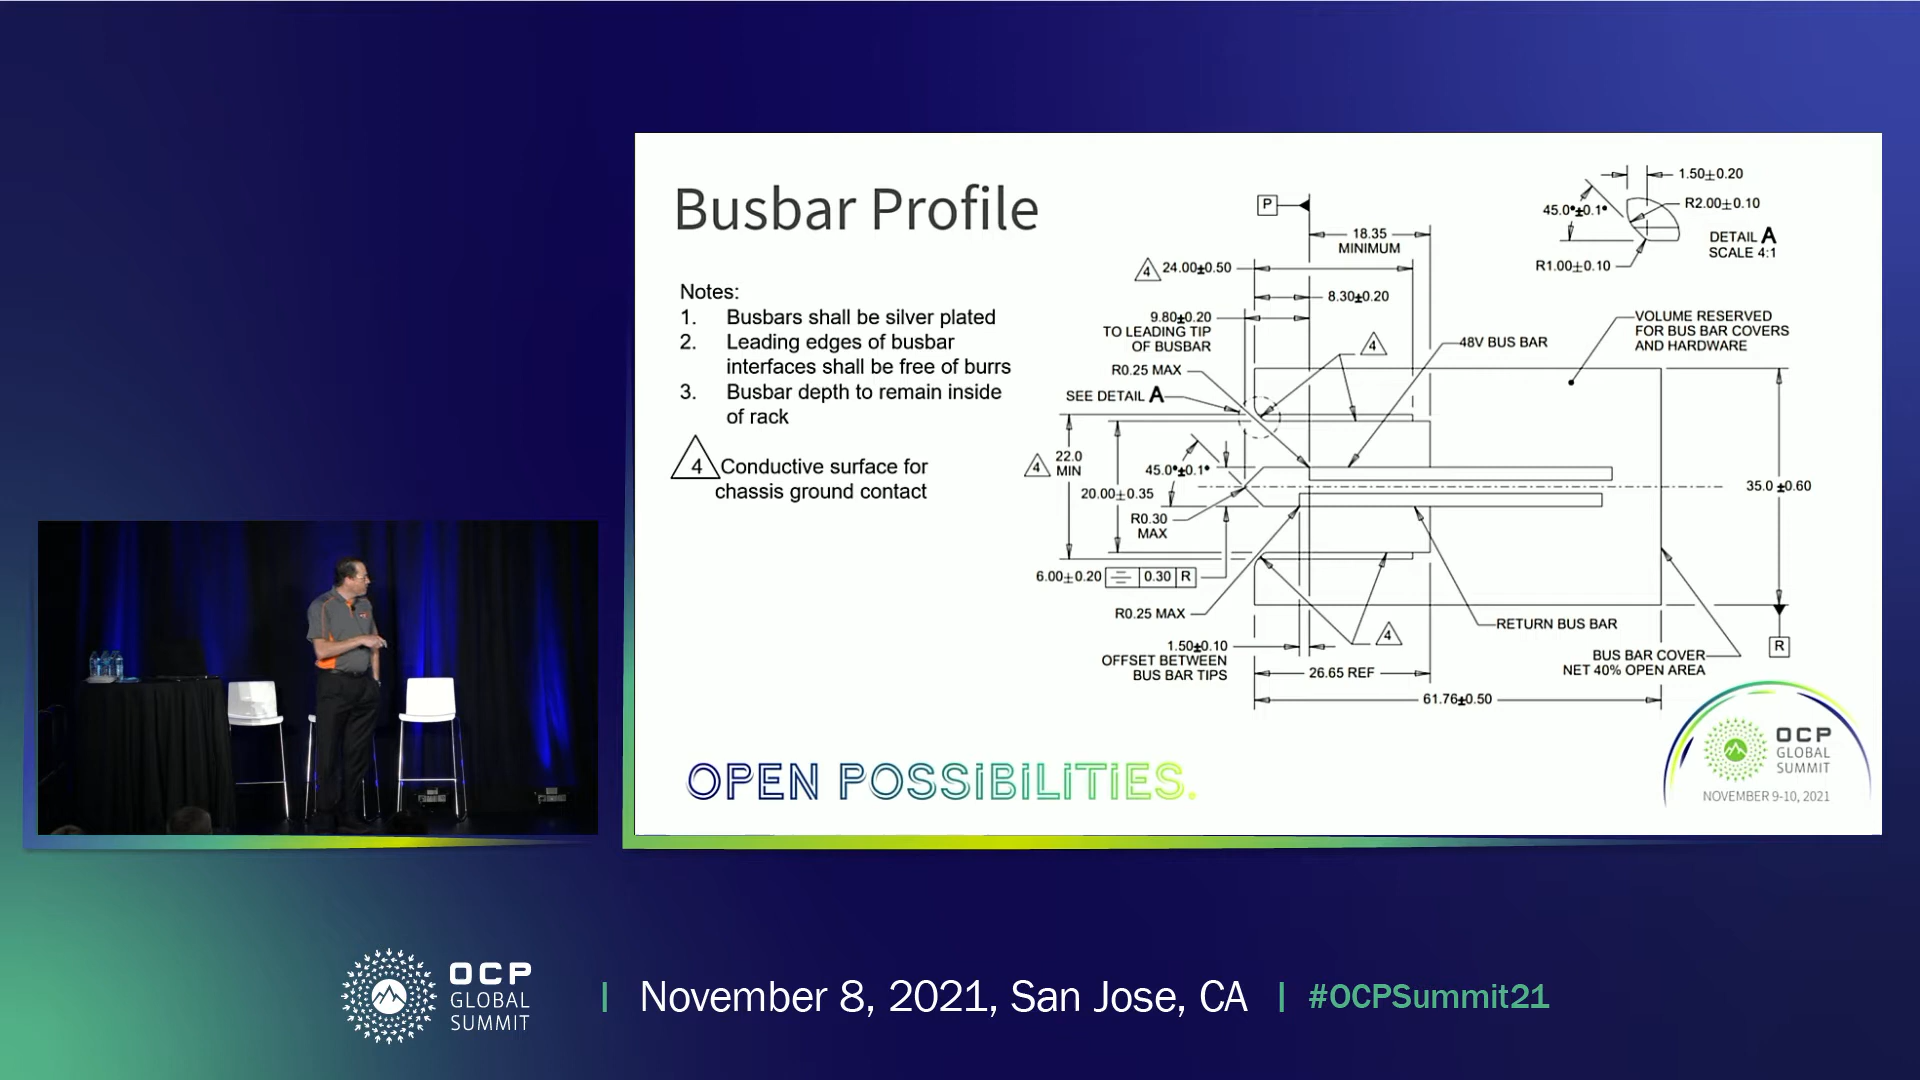 Busbar Profile
Notes:
1. Busbars shall be silver plated
2. Leading edges of busbar
interfaces shall be free of burrs
3. Busbar depth to remain inside
of rack
4 Conductive surface for
chassis ground contact
P
18.35
MINIMUM
4 24.00±0.50
8.30±0.20
9.80±0.20
TO LEADING TIP
OF BUSBAR
4
R0.25 MAX
SEE DETAIL A
48V BUS BAR
1.50±0.20
45.0°±0.1°
R2.00±0.10
DETAIL A
SCALE 4:1
R1.00±0.10
VOLUME RESERVED
FOR BUS BAR COVERS
AND HARDWARE
4 22.0
MIN
45.0°±0.1°
20.00±0.35
35.0 ±0.60
R0.30
MAX
6.00±0.20 0.30 R
R0.25 MAX
4
RETURN BUS BAR
1.50±0.10
OFFSET BETWEEN
BUS BAR TIPS
26.65 REF
61.76±0.50
R
BUS BAR COVER
NET 40% OPEN AREA
OPEN POSSIBILITIES.
OCP
GLOBAL
SUMMIT
NOVEMBER 9-10, 2021
OCP
GLOBAL
SUMMIT
| November 8, 2021, San Jose, CA | #OCPSummit21